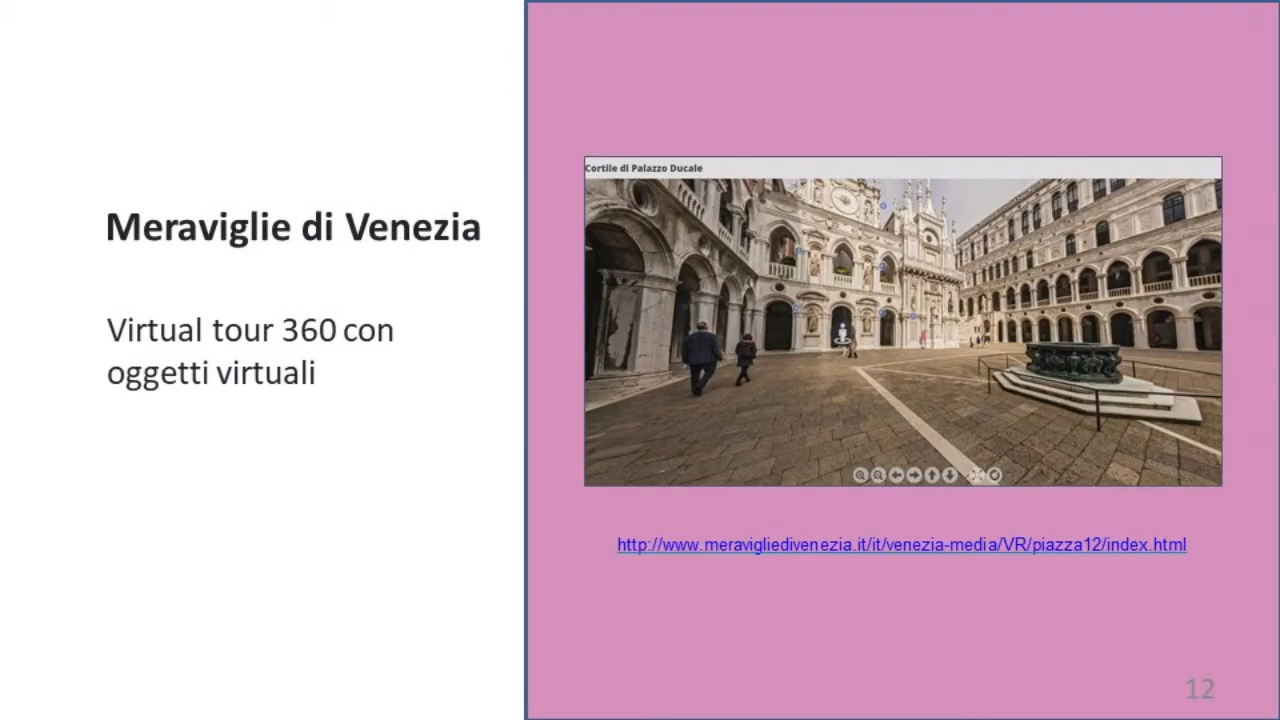 Meraviglie di Venezia
Virtual tour 360 con
oggetti virtuali
Cortile di Palazzo Ducale
http://www.meravigliedivenezia.it/it/venezia-media/VR/piazza12/index.html
12